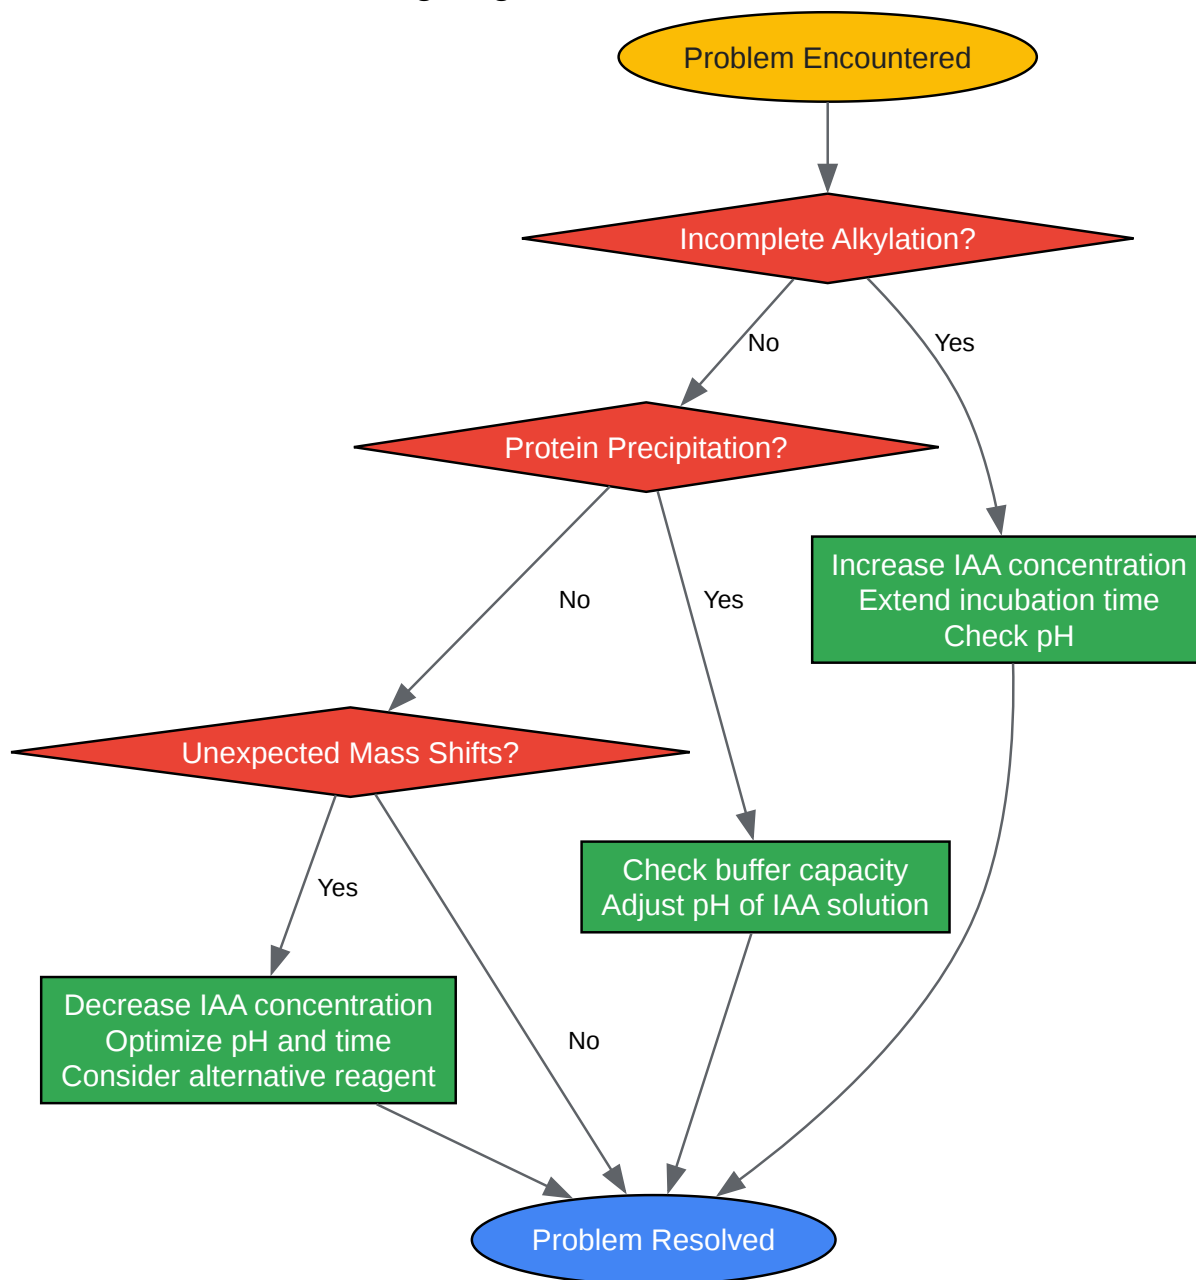 Problem Encountered
Incomplete Alkylation?
No
Yes
Protein Precipitation?
Increase IAA concentration
Extend incubation time
Check pH
No
Yes
Unexpected Mass Shifts?
Check buffer capacity
Adjust pH of IAA solution
Yes
Decrease IAA concentration
Optimize pH and time
Consider alternative reagent
No
Problem Resolved